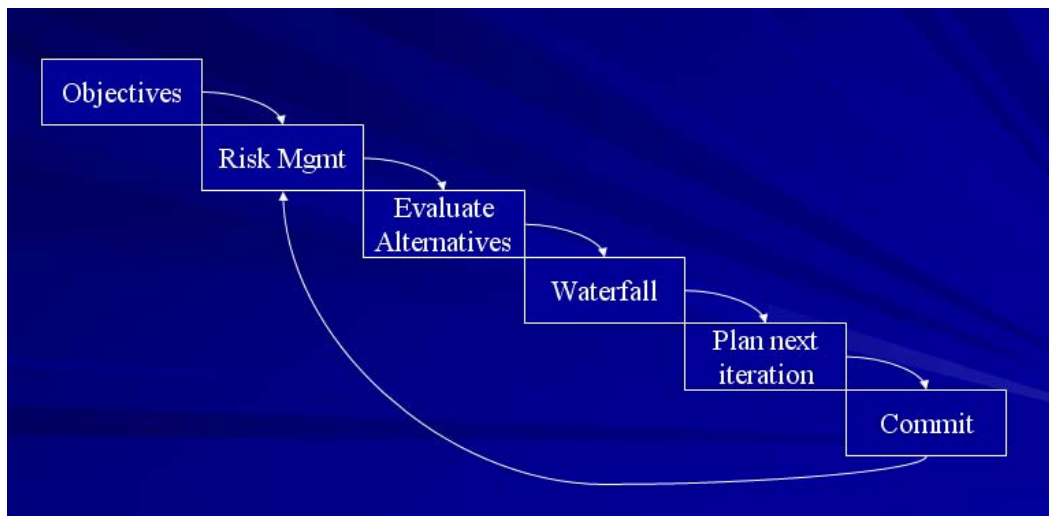 Objectives
Risk Mgmt
Evaluate
Alternatives
Waterfall
Plan next
iteration
Commit